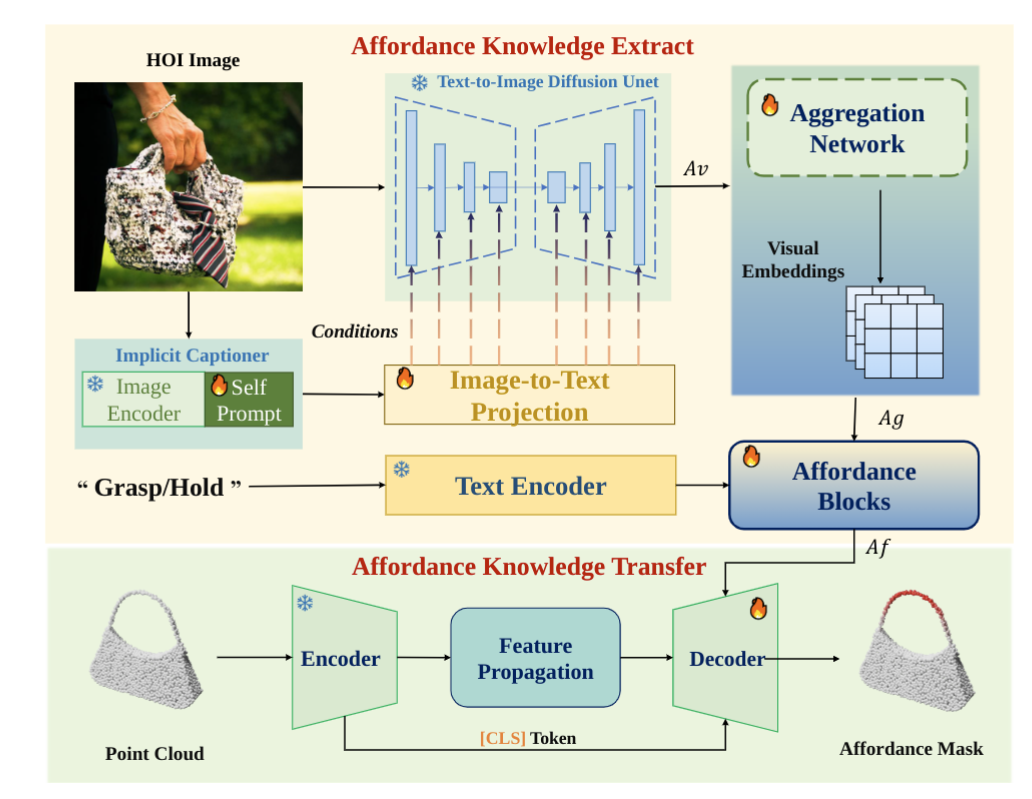 Affordance Knowledge Extract
HOI Image
Text-to-Image Diffusion Unet
Aggregation
Network
Av
Visual
Embeddings
Conditions
Implicit Captioner
Image
Encoder
Self
Prompt
Image-to-Text
Projection
Ag
“ Grasp/Hold ”
Text Encoder
Affordance
Blocks
Af
Affordance Knowledge Transfer
Encoder
Feature
Propagation
Decoder
[CLS] Token
Point Cloud
Affordance Mask